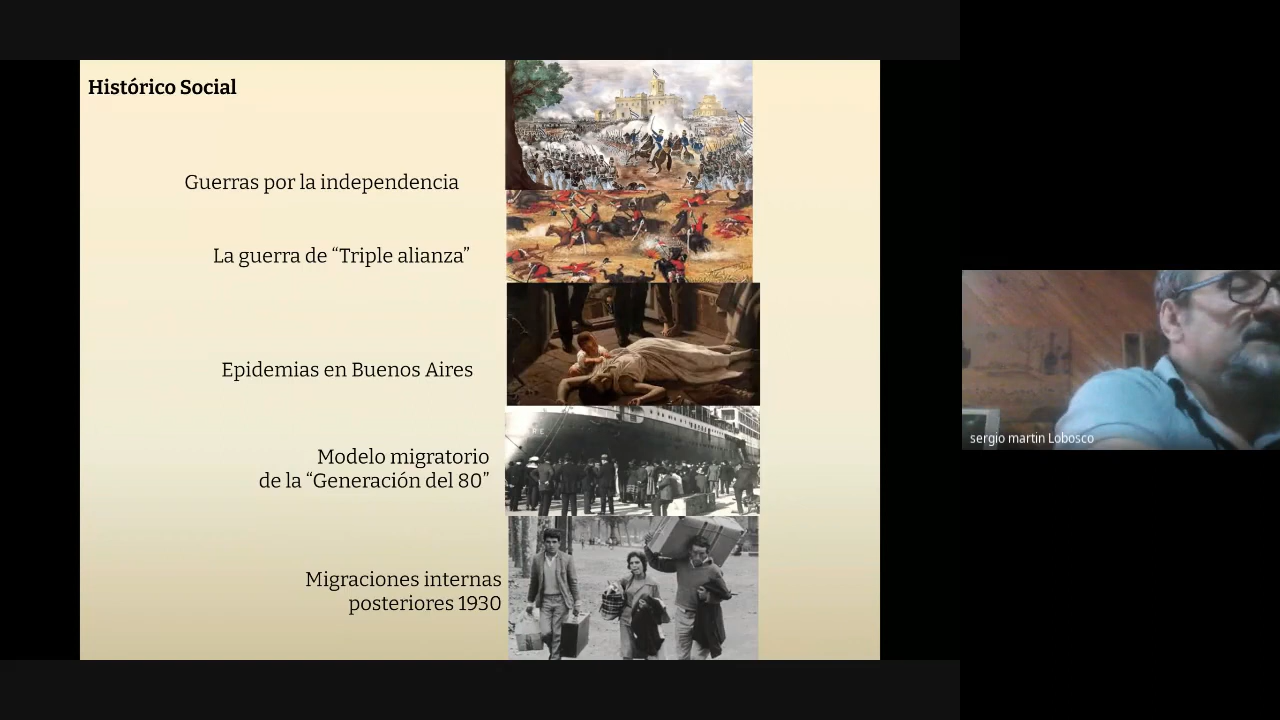 Histórico Social
Guerras por la independencia
La guerra de “Triple alianza”
Epidemias en Buenos Aires
Modelo migratorio
de la “Generación del 80”
Migraciones internas
posteriores 1930
sergio martin Lobosco